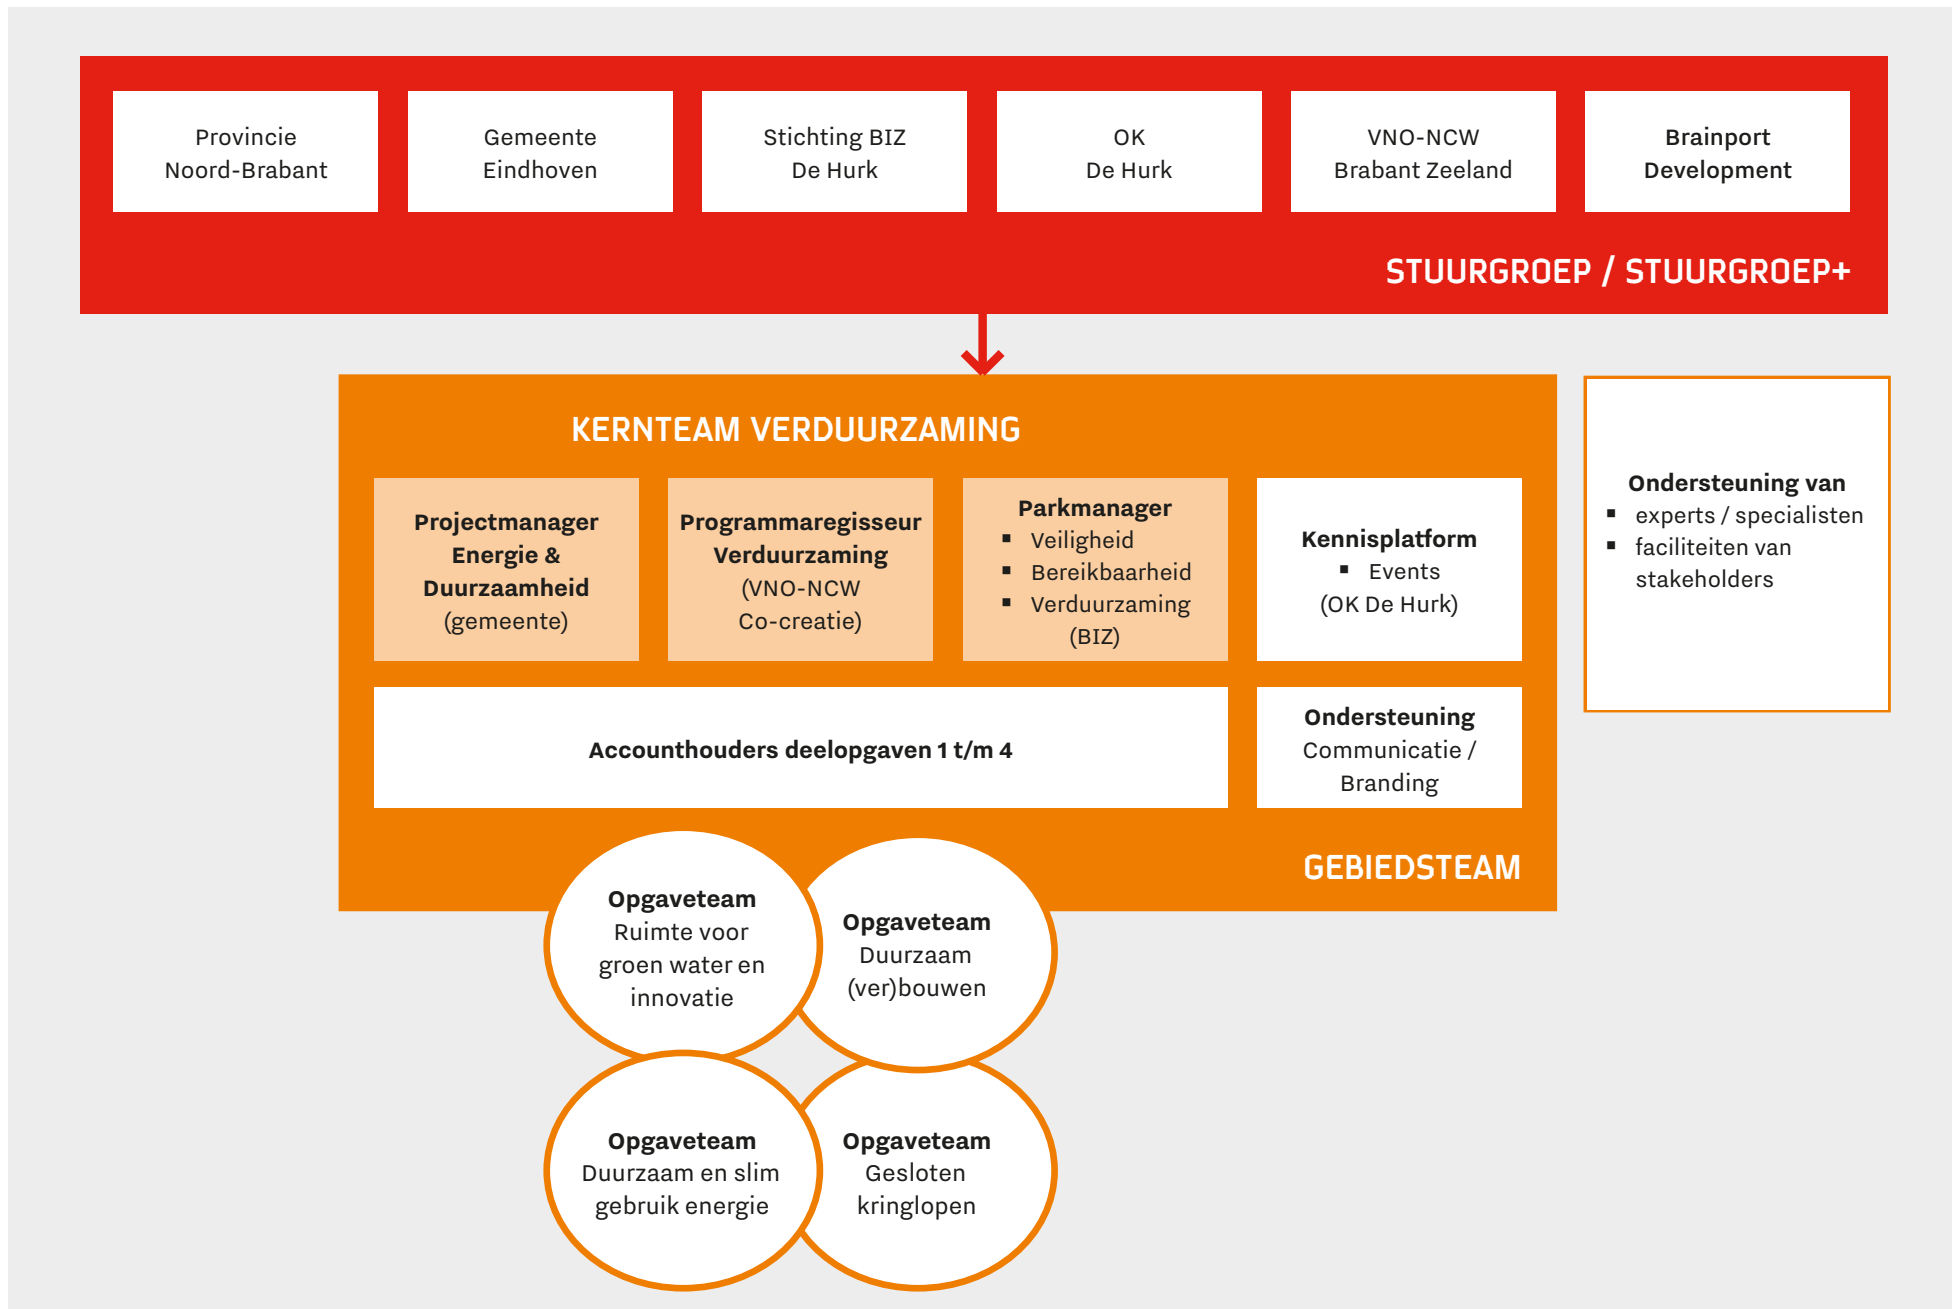 Provincie
Noord-Brabant
Gemeente
Eindhoven
Stichting BIZ
De Hurk
OK
De Hurk
VNO-NCW
Brabant Zeeland
Brainport
Development
STUURGROEP / STUURGROEP+
KERNTEAM VERDUURZAMING
Projectmanager
Energie &
Duurzaamheid
(gemeente)
Programmaregisseur
Verduurzaming
(VNO-NCW
Co-creatie)
Parkmanager
▪ Veiligheid
▪ Bereikbaarheid
▪ Verduurzaming
(BIZ)
Kennisplatform
▪ Events
(OK De Hurk)
Ondersteuning van
▪ experts / specialisten
▪ faciliteiten van
stakeholders
Accounthouders deelopgaven 1 t/m 4
Ondersteuning
Communicatie /
Branding
GEBIEDSTEAM
Opgaveteam
Ruimte voor
groen water en
innovatie
Opgaveteam
Duurzaam
(ver)bouwen
Opgaveteam
Duurzaam en slim
gebruik energie
Opgaveteam
Gesloten
kringlopen